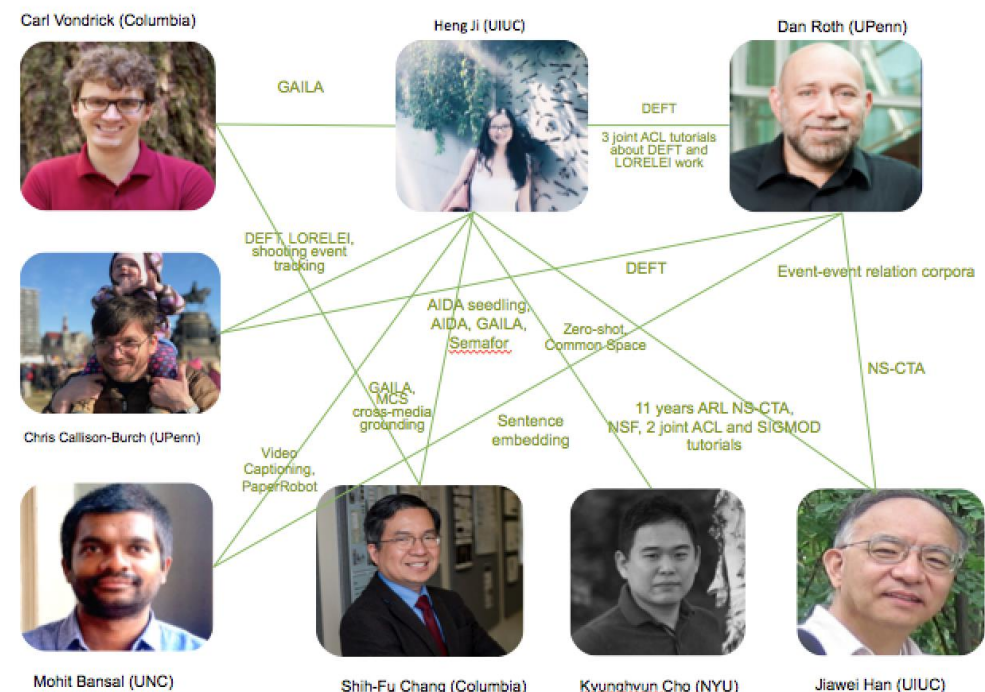 Carl Vondrick (Columbia)
Heng Ji (UIUC)
Dan Roth (UPenn)
GAILA
DEFT
3 joint ACL tutorials
about DEFT and
LORELEI work
DEFT, LORELEI,
shooting event
tracking
DEFT
Event-event relation corpora
AIDA seedling,
AIDA, GAILA,
Semafor
Zero-shot,
Common Space
NS-CTA
Chris Callison-Burch (UPenn)
GAILA,
MCS
cross-media
grounding
Sentence
embedding
11 years ARL NS-CTA,
NSF, 2 joint ACL and SIGMOD
tutorials
Video
Captioning,
PaperRobot
Mohit Bansal (UNC)
Shih-Fu Chang (Columbia)
Kyunghyun Cho (NYU)
Jiawei Han (UIUC)